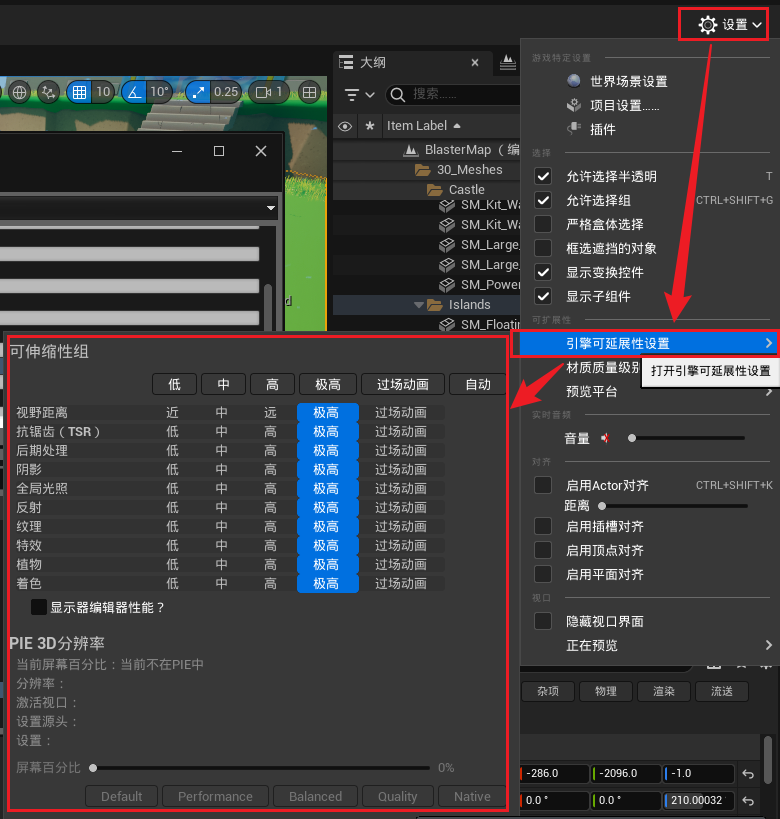 设置
大纲
游戏特定设置
10
10°
0.25
1
搜索......
世界场景设置
项目设置......
插件
Item Label
选择
BlasterMap（编
30_Meshes
Castle
允许选择半透明 T
SM_Kit_Wa
允许选择组 CTRL+SHIFT+G
SM_Kit_Wa
严格盒体选择
SM_Large_
框选遮挡的对象
SM_Large_
显示变换控件
SM_Power
显示子组件
Islands
可扩展性
SM_Floatin
引擎可延展性设置
可伸缩性组
材质质量级别
打开引擎可延展性设置
低 中 高 极高 过场动画 自动
预览平台
视野距离 近 中 远 极高 过场动画
实时音频
抗锯齿（TSR） 低 中 高 极高 过场动画
音量
后期处理 低 中 高 极高 过场动画
对齐
阴影 低 中 高 极高 过场动画
全局光照 低 中 高 极高 过场动画
启用Actor对齐 CTRL+SHIFT+K
反射 低 中 高 极高 过场动画
距离
纹理 低 中 高 极高 过场动画
启用插槽对齐
特效 低 中 高 极高 过场动画
启用顶点对齐
植物 低 中 高 极高 过场动画
启用平面对齐
着色 低 中 高 极高 过场动画
视口
显示器编辑器性能？
隐藏视口界面
PIE 3D分辨率
正在预览
当前屏幕百分比：当前不在PIE中
分辨率：
杂项 物理 渲染 流送
激活视口：
设置源头：
设置：
屏幕百分比 0%
-286.0 -2096.0 -1.0
Default Performance Balanced Quality Native
0.0 ° 0.0 ° 210.00032